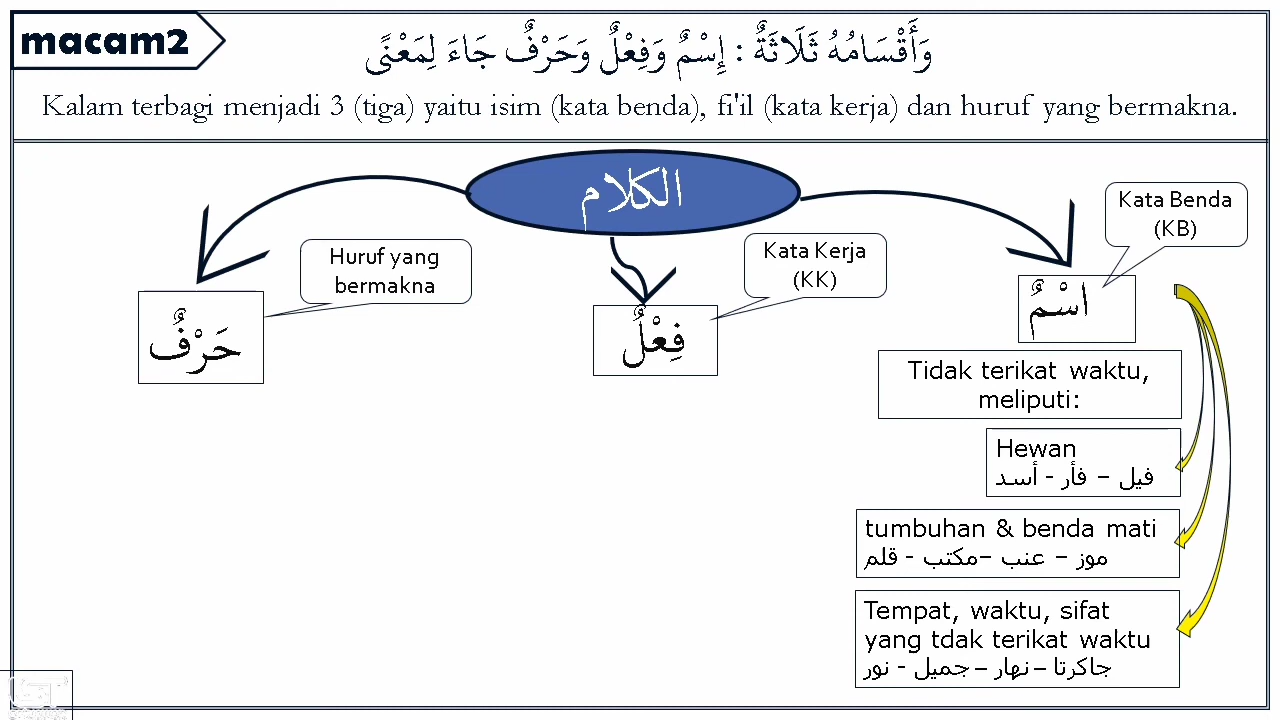 macam2
وَأَقْسَامُهُ ثَلَاثَةٌ : إِسْمٌ وَفِعْلٌ وَحَرْفٌ جَاءَ لِمَعْنًى
Kalam terbagi menjadi 3 (tiga) yaitu isim (kata benda), fi'il (kata kerja) dan huruf yang bermakna.
الكلام
Kata Benda
(KB)
اسْمٌ
Kata Kerja
(KK)
فِعْلٌ
Huruf yang
bermakna
حَرْفٌ
Tidak terikat waktu,
meliputi:
Hewan
فيل – فأر - أسد
tumbuhan & benda mati
موز – عنب –مكتب - قلم
Tempat, waktu, sifat
yang tdak terikat waktu
جاكرتا – نهار – جميل - نور